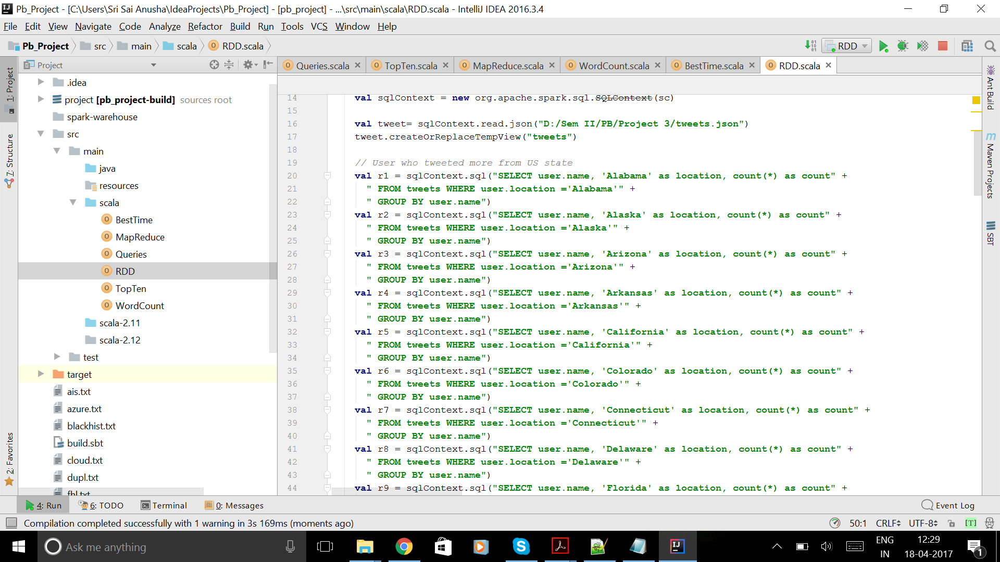 Pb_Project - [C:\Users\Sri Sai Anusha\IdeaProjects\Pb_Project] - [pb_project] - ...\src\main\scala\RDD.scala - IntelliJ IDEA 2016.3.4
File Edit View Navigate Code Analyze Refactor Build Run Tools VCS Window Help
Pb_Project src main scala RDD.scala RDD
Project
Queries.scala TopTen.scala MapReduce.scala WordCount.scala BestTime.scala RDD.scala
1: Project
7: Structure
2: Favorites
.idea
project [pb_project-build] sources root
spark-warehouse
src
main
java
resources
scala
BestTime
MapReduce
Queries
RDD
TopTen
WordCount
scala-2.11
scala-2.12
test
target
ais.txt
azure.txt
blackhist.txt
build.sbt
cloud.txt
dupl.txt
fhl.txt
14 val sqlContext = new org.apache.spark.sql.SQLContext(sc)
15
16 val tweet= sqlContext.read.json("D:/Sem II/PB/Project 3/tweets.json")
17 tweet.createOrReplaceTempView("tweets")
18
19 // User who tweeted more from US state
20 val r1 = sqlContext.sql("SELECT user.name, 'Alabama' as location, count(*) as count" +
21 " FROM tweets WHERE user.location ='Alabama'" +
22 " GROUP BY user.name")
23 val r2 = sqlContext.sql("SELECT user.name, 'Alaska' as location, count(*) as count" +
24 " FROM tweets WHERE user.location ='Alaska'" +
25 " GROUP BY user.name")
26 val r3 = sqlContext.sql("SELECT user.name, 'Arizona' as location, count(*) as count" +
27 " FROM tweets WHERE user.location ='Arizona'" +
28 " GROUP BY user.name")
29 val r4 = sqlContext.sql("SELECT user.name, 'Arkansas' as location, count(*) as count" +
30 " FROM tweets WHERE user.location ='Arkansas'" +
31 " GROUP BY user.name")
32 val r5 = sqlContext.sql("SELECT user.name, 'California' as location, count(*) as count" +
33 " FROM tweets WHERE user.location ='California'" +
34 " GROUP BY user.name")
35 val r6 = sqlContext.sql("SELECT user.name, 'Colorado' as location, count(*) as count" +
36 " FROM tweets WHERE user.location ='Colorado'" +
37 " GROUP BY user.name")
38 val r7 = sqlContext.sql("SELECT user.name, 'Connecticut' as location, count(*) as count" +
39 " FROM tweets WHERE user.location ='Connecticut'" +
40 " GROUP BY user.name")
41 val r8 = sqlContext.sql("SELECT user.name, 'Delaware' as location, count(*) as count" +
42 " FROM tweets WHERE user.location ='Delaware'" +
43 " GROUP BY user.name")
44 val r9 = sqlContext.sql("SELECT user.name, 'Florida' as location, count(*) as count" +
Ant Build
Maven Projects
SBT
4: Run 6: TODO Terminal 0: Messages Event Log
Compilation completed successfully with 1 warning in 3s 169ms (moments ago) 50:1 CRLF UTF-8 [T]
Ask me anything
ENG
IN
12:29
18-04-2017
1